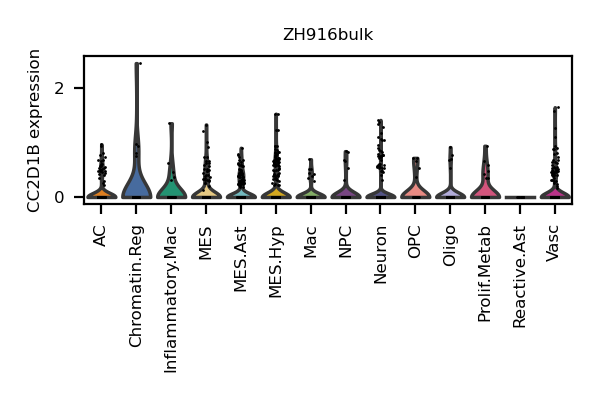 ZH916bulk
CC2D1B expression
2
0
AC
Chromatin.Reg
Inflammatory.Mac
MES
MES.Ast
MES.Hyp
Mac
NPC
Neuron
OPC
Oligo
Prolif.Metab
Reactive.Ast
Vasc